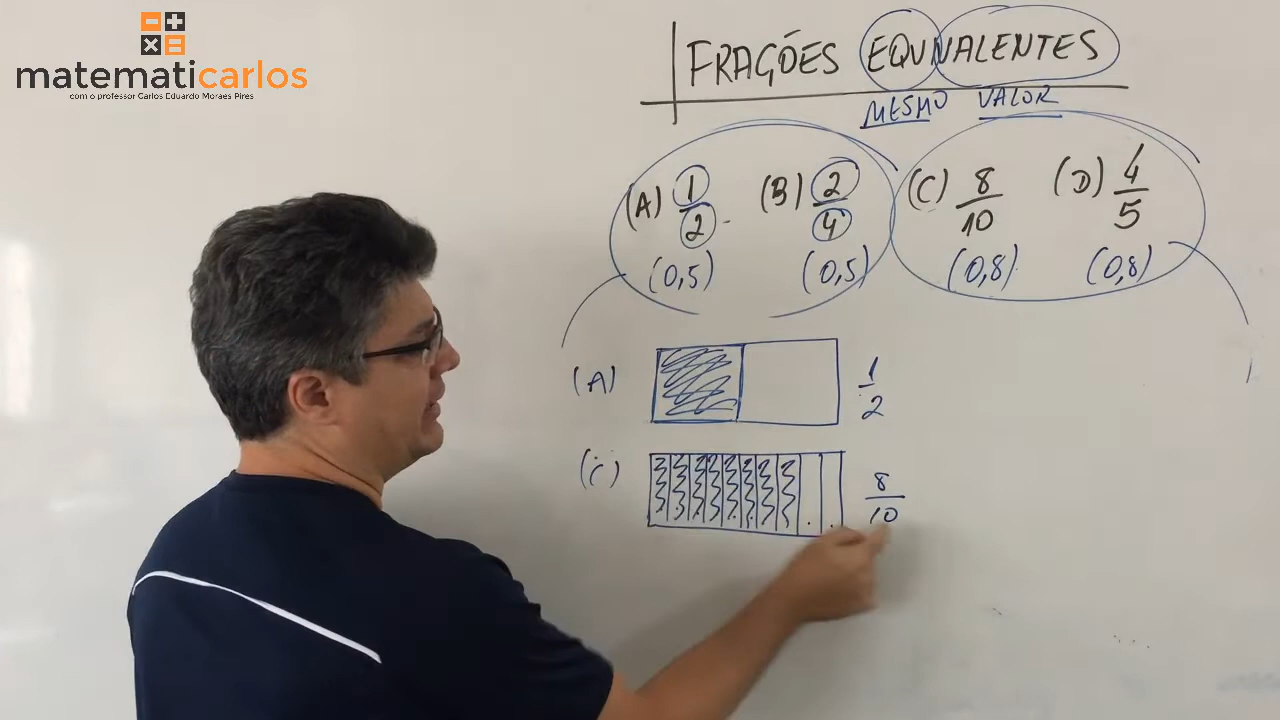 matematicarlos
com o professor Carlos Eduardo Moraes Pires
FRAÇÕES EQUIVALENTES
MESMO VALOR
(A) 1/2 (B) 2/4 (C) 8/10 (D) 4/5
(0,5) (0,5) (0,8) (0,8)
(A) 1/2
(C) 8/10